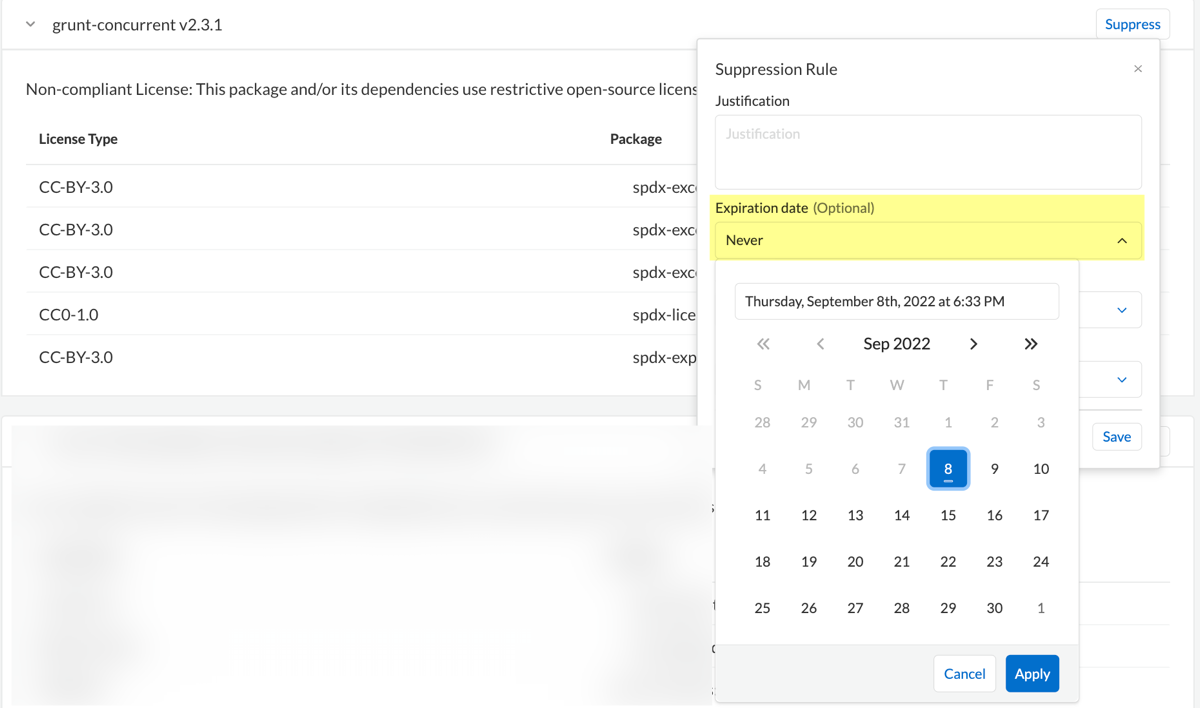 grunt-concurrent v2.3.1
Suppress
Non-compliant License: This package and/or its dependencies use restrictive open-source licens
License Type Package
CC-BY-3.0 spdx-exc
CC-BY-3.0 spdx-exc
CC-BY-3.0 spdx-exc
CC0-1.0 spdx-lice
CC-BY-3.0 spdx-exp
Suppression Rule
Justification
Justification
Expiration date (Optional)
Never
Thursday, September 8th, 2022 at 6:33 PM
Sep 2022
S M T W T F S
28 29 30 31 1 2 3
4 5 6 7 8 9 10
11 12 13 14 15 16 17
18 19 20 21 22 23 24
25 26 27 28 29 30 1
Cancel Apply
Save